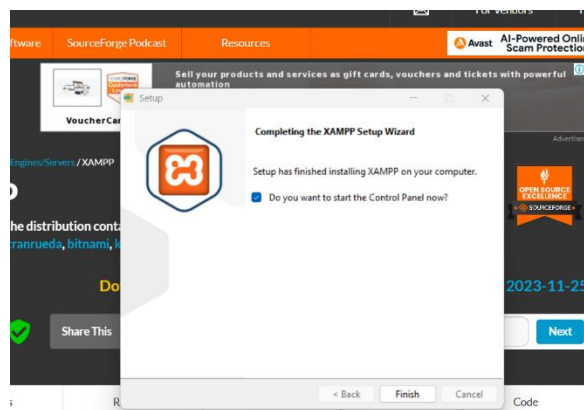 For Vendors
ftware
SourceForge Podcast
Resources
Avast
AI-Powered Onli
Scam Protectio
Sell your products and services as gift cards, vouchers and tickets with powerful
automation
VoucherCar
Setup
Completing the XAMPP Setup Wizard
Advertise
Engines/Servers / XAMPP
Setup has finished installing XAMPP on your computer.
Do you want to start the Control Panel now?
OPEN SOURCE
EXCELLENCE
SOURCEFORGE
he distribution conta
ranrueda, bitnami, k
Do
2023-11-25
Share This
Next
< Back
Finish
Cancel
s
R
Code